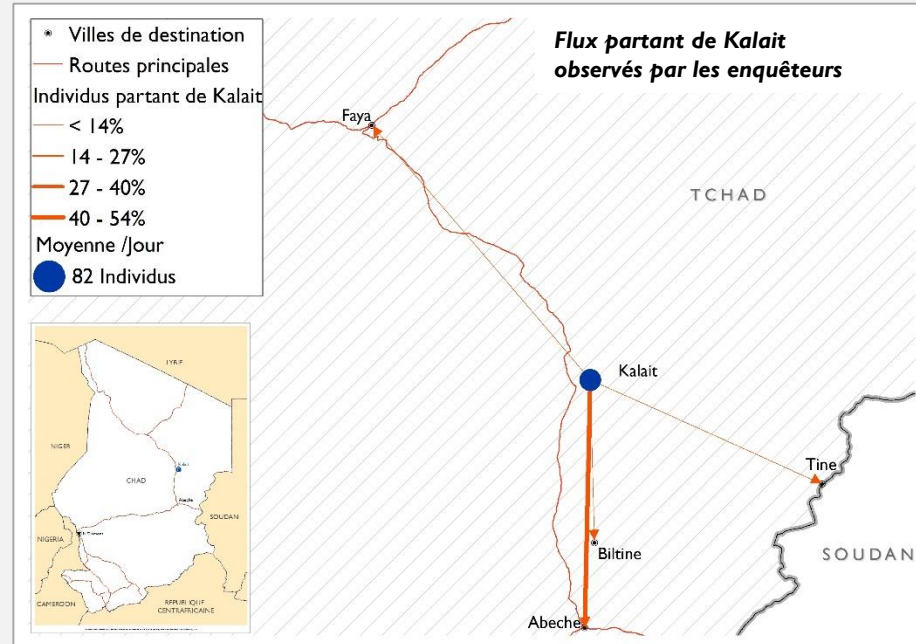 Villes de destination
Routes principales
Individus partant de Kalait
< 14%
14 - 27%
27 - 40%
40 - 54%
Moyenne /Jour
82 Individus
Flux partant de Kalait
observés par les enquêteurs
Faya
TCHAD
Kalait
Tine
Biltine
SOUDAN
Abeche
NIGER
CHAD
Abeche
SOUDAN
NIGERIA
CAMEROON
REPUBLIQUE
CENTRAFRICAINE